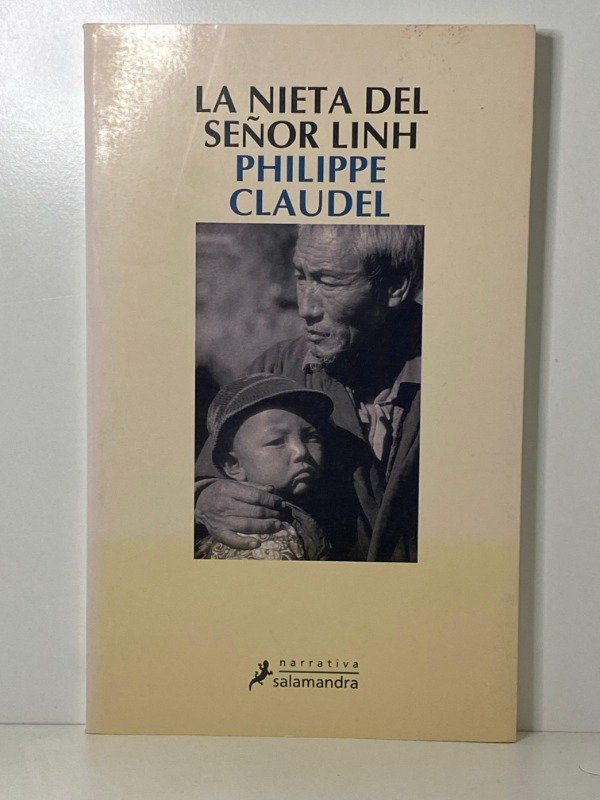 LA NIETA DEL
SEÑOR LINH
PHILIPPE
CLAUDEL
narrativa
salamandra